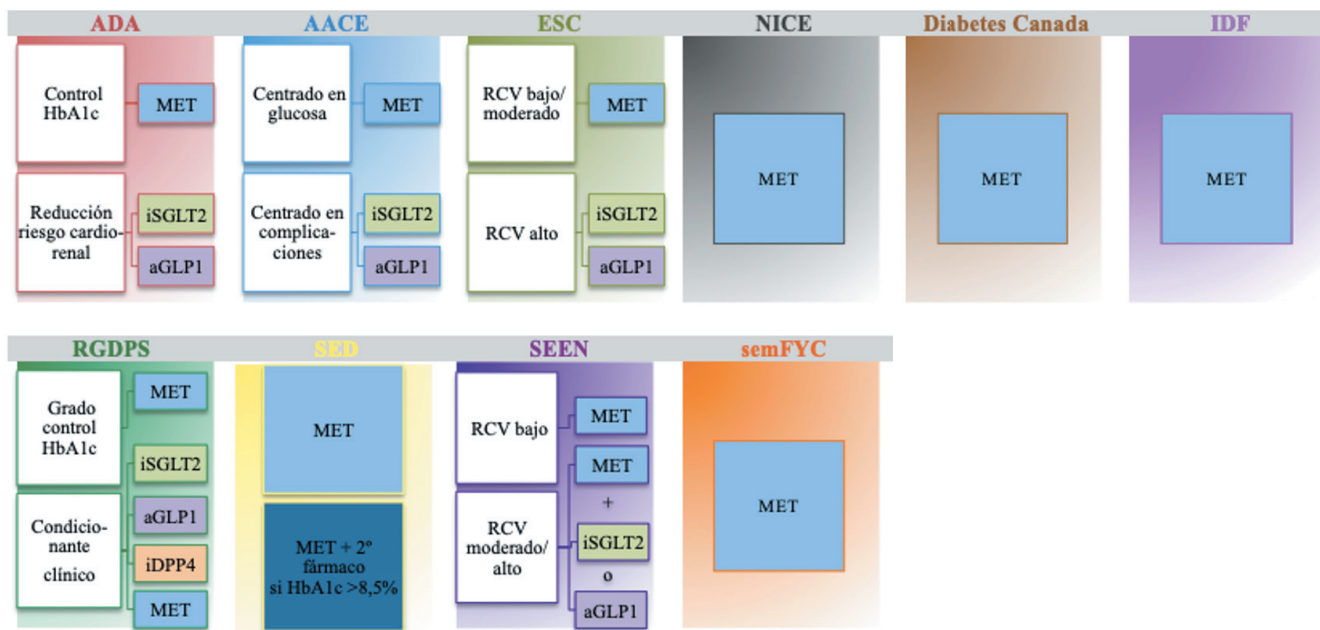 ADA
Control
HbA1c
MET
Reducción
riesgo cardio-
renal
iSGLT2
aGLP1
AACE
Centrado en
glucosa
MET
Centrado en
complica-
ciones
iSGLT2
aGLP1
ESC
RCV bajo/
moderado
MET
RCV alto
iSGLT2
aGLP1
NICE
MET
Diabetes Canada
MET
IDF
MET
RGDPS
Grado
control
HbA1c
MET
Condicio-
nante
clínico
iSGLT2
aGLP1
iDPP4
MET
SED
MET
MET + 2º
fármaco
si HbA1c >8,5%
SEEN
RCV bajo
MET
RCV
moderado/
alto
MET
+
iSGLT2
o
aGLP1
semFYC
MET